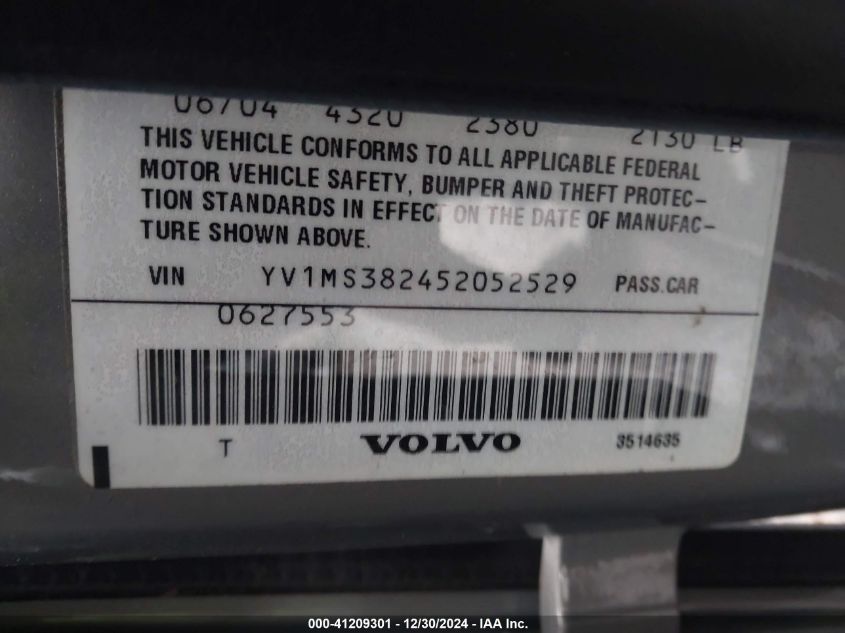 06/04 4320 2380 2130 LB
THIS VEHICLE CONFORMS TO ALL APPLICABLE FEDERAL
MOTOR VEHICLE SAFETY, BUMPER AND THEFT PROTEC-
TION STANDARDS IN EFFECT ON THE DATE OF MANUFAC-
TURE SHOWN ABOVE.
VIN YV1MS382452052529 PASS.CAR
0627553
T VOLVO 3514635
000-41209301 - 12/30/2024 - IAA Inc.